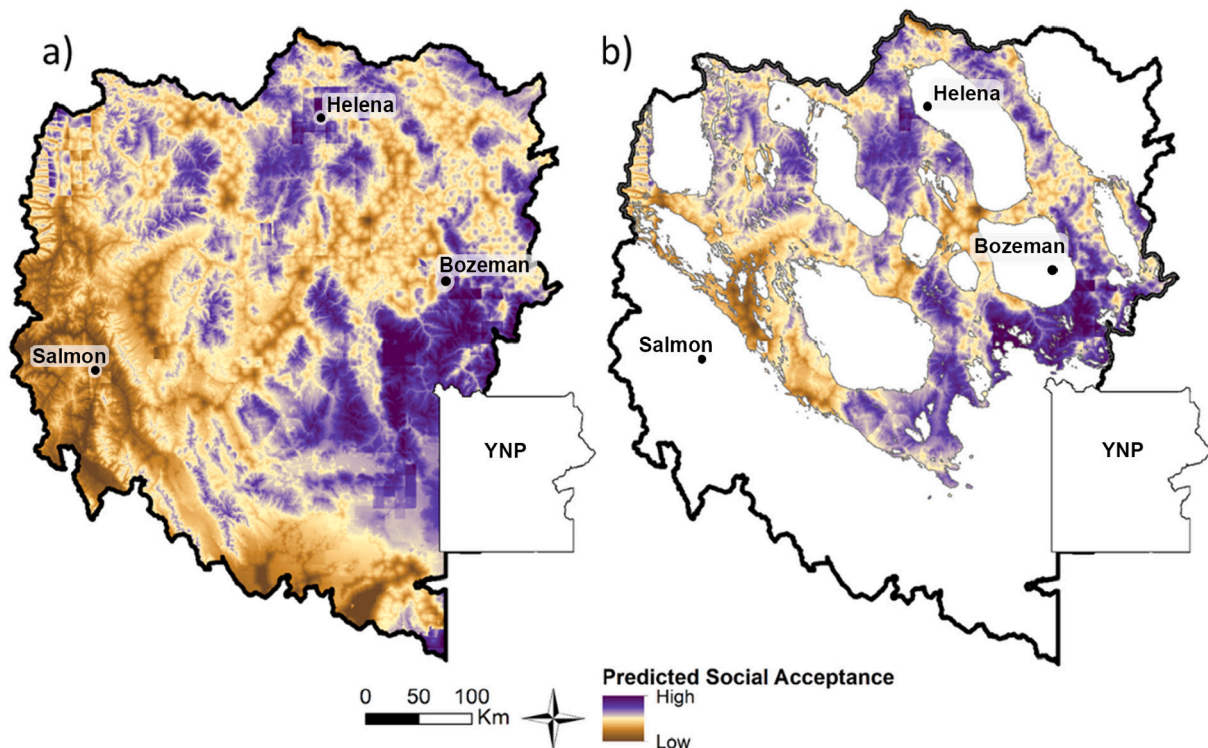 a)
Helena
Bozeman
Salmon
YNP
b)
Helena
Bozeman
Salmon
YNP
Predicted Social Acceptance
High
Low
0 50 100
Km